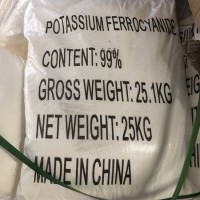 POTASSIUM FERROCYANIDE
CONTENT: 99%
GROSS WEIGHT: 25.1KG
NET WEIGHT: 25KG
MADE IN CHINA